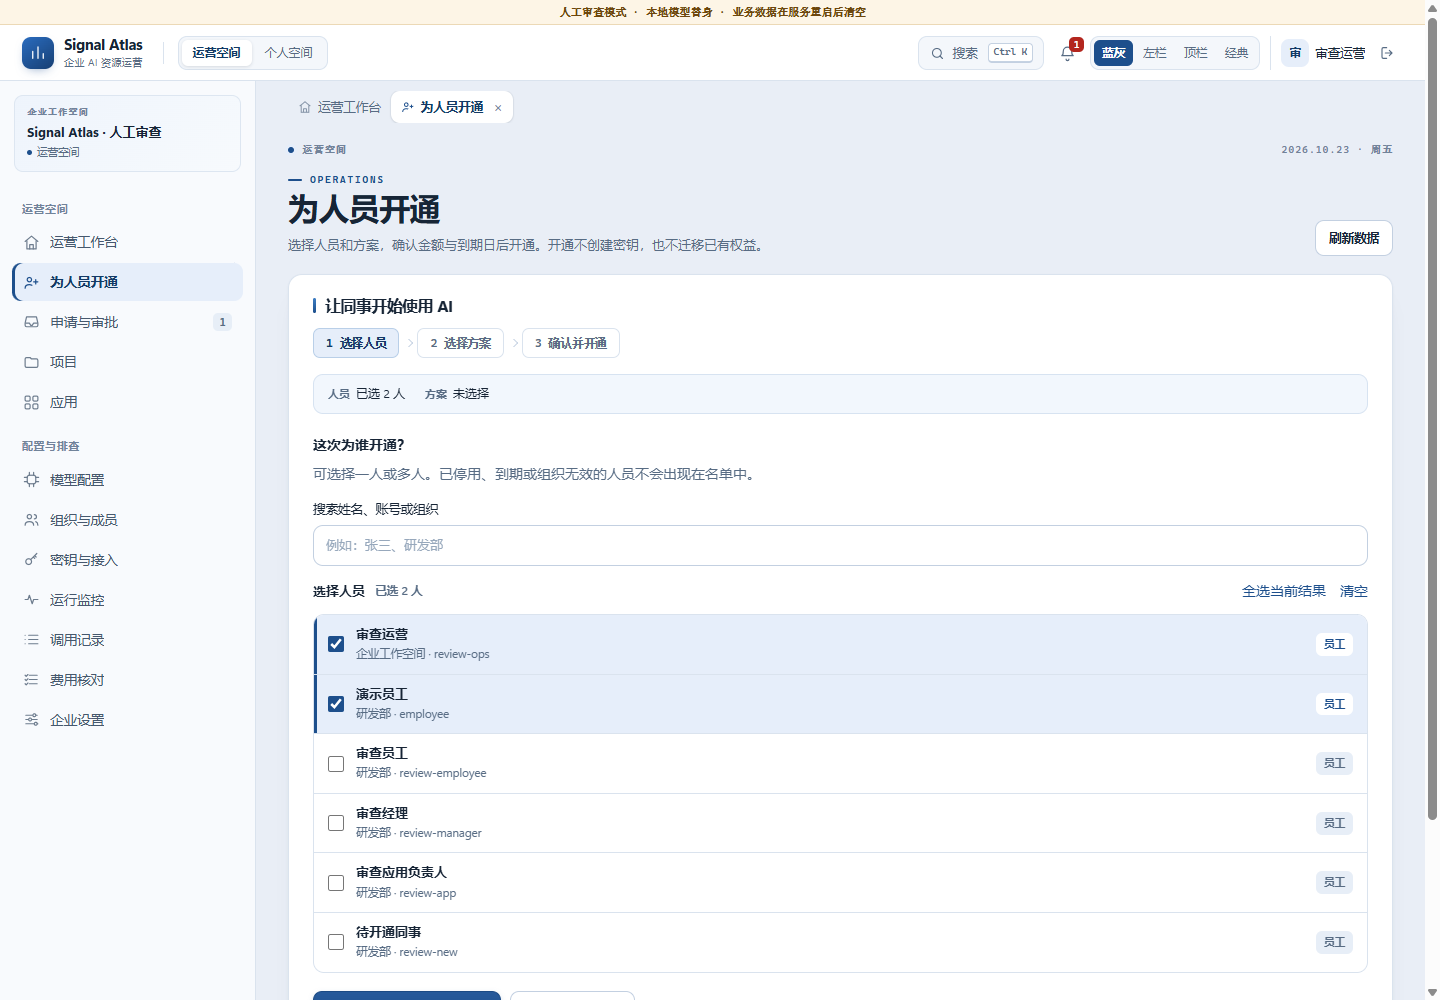 人工审查模式 · 本地模型替身 · 业务数据在服务重启后清空
Signal Atlas
企业 AI 资源运营
运营空间 个人空间
搜索 Ctrl K
1
蓝灰 左栏 顶栏 经典
审 审查运营
企业工作空间
Signal Atlas · 人工审查
运营空间
运营空间
运营工作台
为人员开通
申请与审批 1
项目
应用
配置与排查
模型配置
组织与成员
密钥与接入
运行监控
调用记录
费用核对
企业设置
运营工作台 为人员开通 ×
运营空间
2026.10.23 · 周五
OPERATIONS
为人员开通
选择人员和方案，确认金额与到期日后开通。开通不创建密钥，也不迁移已有权益。
刷新数据
让同事开始使用 AI
1 选择人员 2 选择方案 3 确认并开通
人员 已选 2 人 方案 未选择
这次为谁开通？
可选择一人或多人。已停用、到期或组织无效的人员不会出现在名单中。
搜索姓名、账号或组织
例如：张三、研发部
选择人员 已选 2 人
全选当前结果 清空
审查运营
企业工作空间 · review-ops
员工
演示员工
研发部 · employee
员工
审查员工
研发部 · review-employee
员工
审查经理
研发部 · review-manager
员工
审查应用负责人
研发部 · review-app
员工
待开通同事
研发部 · review-new
员工